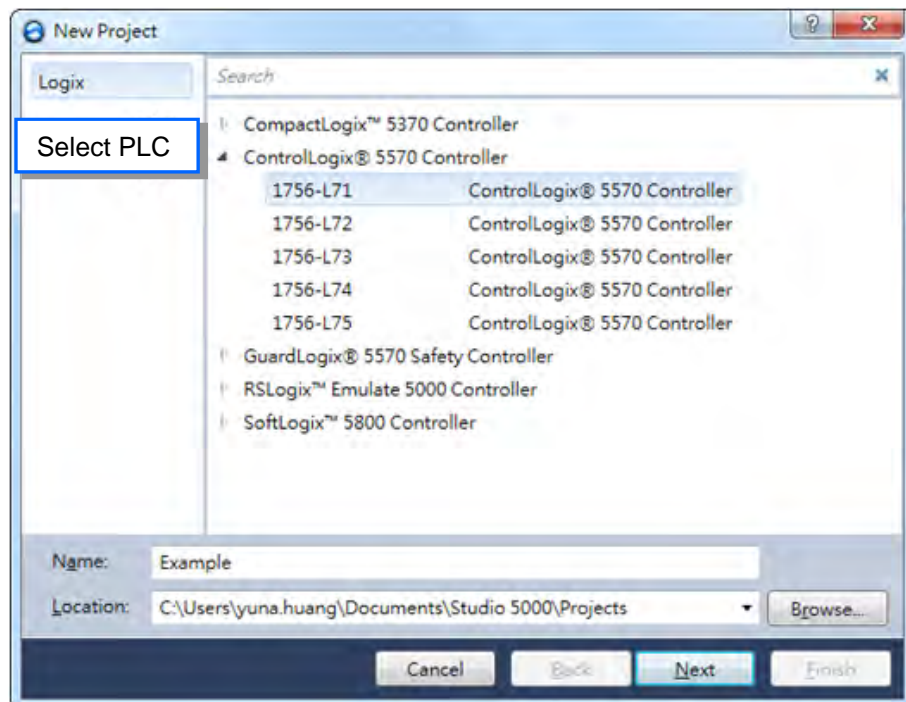 New Project
Logix
Search
Select PLC
CompactLogix™ 5370 Controller
ControlLogix® 5570 Controller
1756-L71 ControlLogix® 5570 Controller
1756-L72 ControlLogix® 5570 Controller
1756-L73 ControlLogix® 5570 Controller
1756-L74 ControlLogix® 5570 Controller
1756-L75 ControlLogix® 5570 Controller
GuardLogix® 5570 Safety Controller
RSLogix™ Emulate 5000 Controller
SoftLogix™ 5800 Controller
Name: Example
Location: C:\Users\yuna.huang\Documents\Studio 5000\Projects Browse...
Cancel Back Next Finish